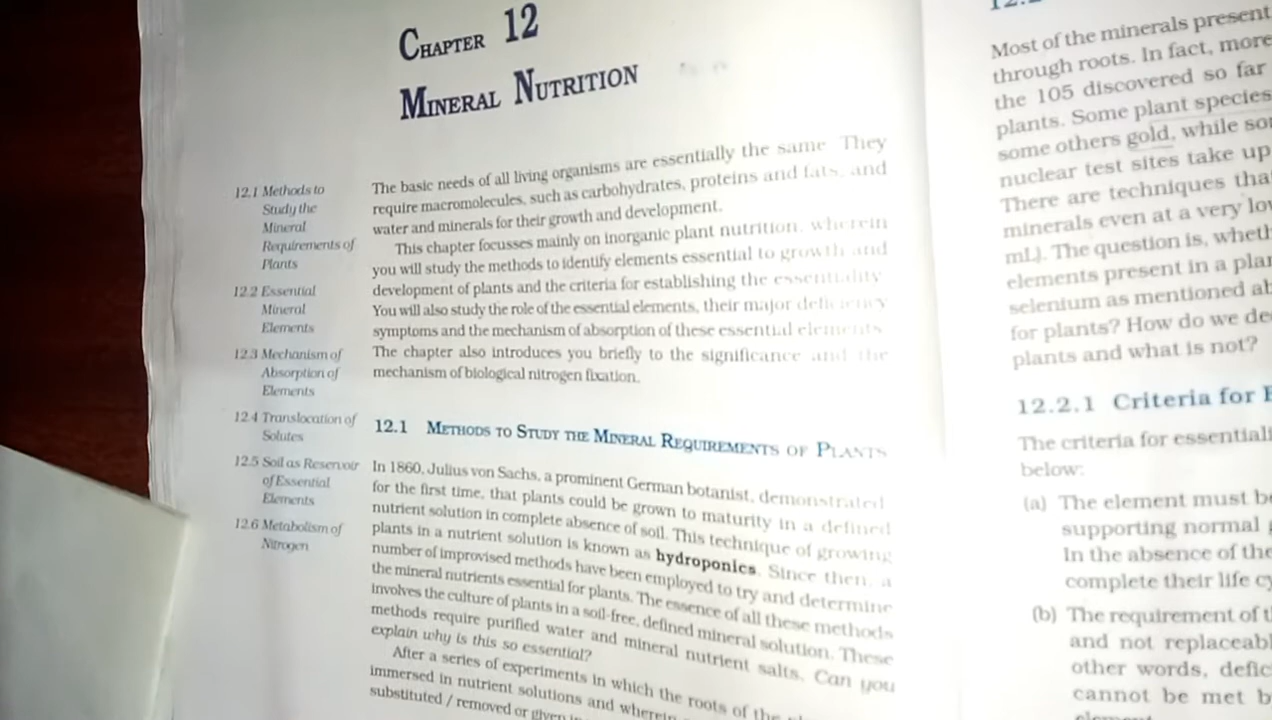 CHAPTER 12
MINERAL NUTRITION
12.1 Methods to
Study the
Mineral
Requirements of
Plants
12.2 Essential
Mineral
Elements
12.3 Mechanism of
Absorption of
Elements
12.4 Translocation of
Solutes
12.5 Soil as Reservoir
of Essential
Elements
12.6 Metabolism of
Nitrogen
The basic needs of all living organisms are essentially the same. They
require macromolecules, such as carbohydrates, proteins and fats, and
water and minerals for their growth and development.
This chapter focusses mainly on inorganic plant nutrition, wherein
you will study the methods to identify elements essential to growth and
development of plants and the criteria for establishing the essentiality.
You will also study the role of the essential elements, their major deficiency
symptoms and the mechanism of absorption of these essential elements.
The chapter also introduces you briefly to the significance and the
mechanism of biological nitrogen fixation.
12.1 METHODS TO STUDY THE MINERAL REQUIREMENTS OF PLANTS
In 1860, Julius von Sachs, a prominent German botanist, demonstrated
for the first time, that plants could be grown to maturity in a defined
nutrient solution in complete absence of soil. This technique of growing
plants in a nutrient solution is known as hydroponics. Since then, a
number of improvised methods have been employed to try and determine
the mineral nutrients essential for plants. The essence of all these methods
involves the culture of plants in a soil-free, defined mineral solution. These
methods require purified water and mineral nutrient salts. Can you
explain why is this so essential?
After a series of experiments in which the roots of the
immersed in nutrient solutions and wherein
substituted / removed or given
Most of the minerals present
through roots. In fact, more
the 105 discovered so far
plants. Some plant species
some others gold, while
nuclear test sites take up
There are techniques
minerals even at a very
mL). The question is,
elements present in a
selenium as mentioned
for plants? How do we
plants and what is not?
12.2.1 Criteria for
The criteria for
below:
(a) The element must
supporting normal
In the absence of the
complete their life
(b) The requirement of
and not
other words,
cannot be met